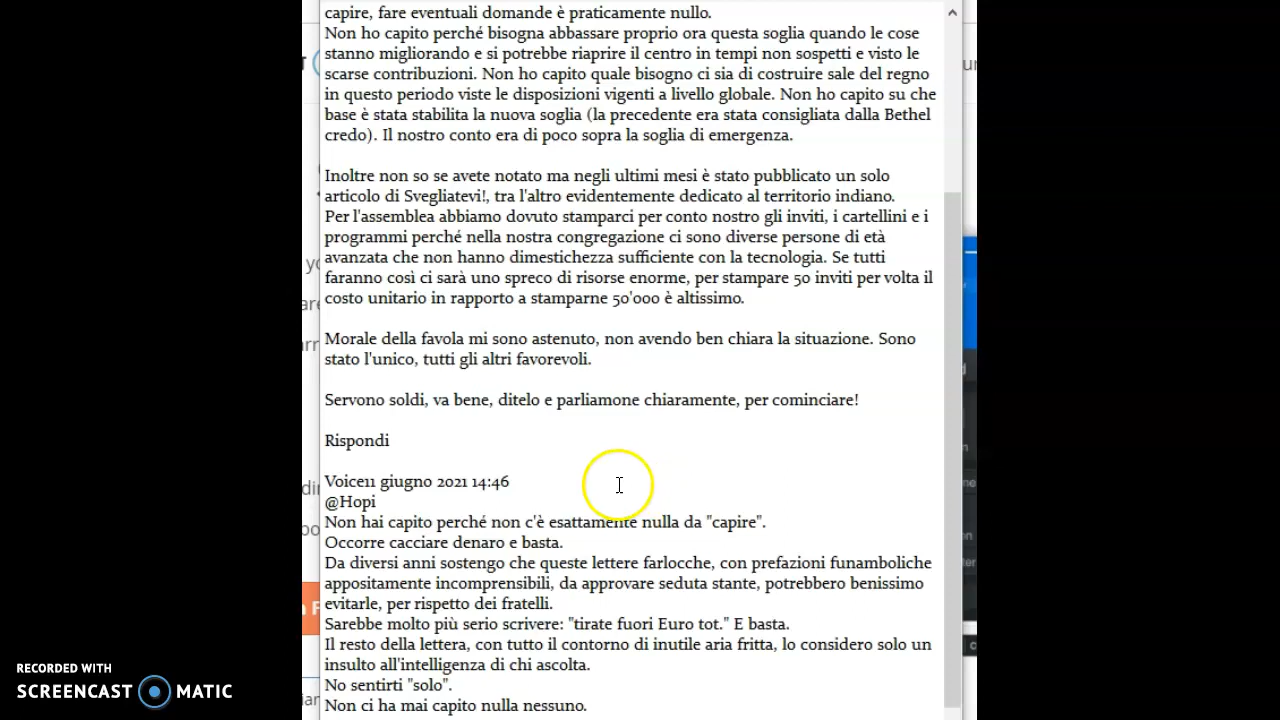 capire, fare eventuali domande è praticamente nullo.
Non ho capito perché bisogna abbassare proprio ora questa soglia quando le cose
stanno migliorando e si potrebbe riaprire il centro in tempi non sospetti e visto le
scarse contribuzioni. Non ho capito quale bisogno ci sia di costruire sale del regno
in questo periodo viste le disposizioni vigenti a livello globale. Non ho capito su che
base è stata stabilita la nuova soglia (la precedente era stata consigliata dalla Bethel
credo). Il nostro conto era di poco sopra la soglia di emergenza.
Inoltre non so se avete notato ma negli ultimi mesi è stato pubblicato un solo
articolo di Svegliatevi!, tra l'altro evidentemente dedicato al territorio indiano.
Per l'assemblea abbiamo dovuto stamparci per conto nostro gli inviti, i cartellini e i
programmi perché nella nostra congregazione ci sono diverse persone di età
avanzata che non hanno dimestichezza sufficiente con la tecnologia. Se tutti
faranno così ci sarà uno spreco di risorse enorme, per stampare 50 inviti per volta il
costo unitario in rapporto a stamparne 50'000 è altissimo.
Morale della favola mi sono astenuto, non avendo ben chiara la situazione. Sono
stato l'unico, tutti gli altri favorevoli.
Servono soldi, va bene, ditelo e parliamone chiaramente, per cominciare!
Rispondi
Voice11 giugno 2021 14:46
@Hopi
Non hai capito perché non c'è esattamente nulla da "capire".
Occorre cacciare denaro e basta.
Da diversi anni sostengo che queste lettere farlocche, con prefazioni funamboliche
appositamente incomprensibili, da approvare seduta stante, potrebbero benissimo
evitarle, per rispetto dei fratelli.
Sarebbe molto più serio scrivere: "tirate fuori Euro tot." E basta.
Il resto della lettera, con tutto il contorno di inutile aria fritta, lo considero solo un
insulto all'intelligenza di chi ascolta.
No sentirti "solo".
Non ci ha mai capito nulla nessuno.
RECORDED WITH
SCREENCAST MATIC